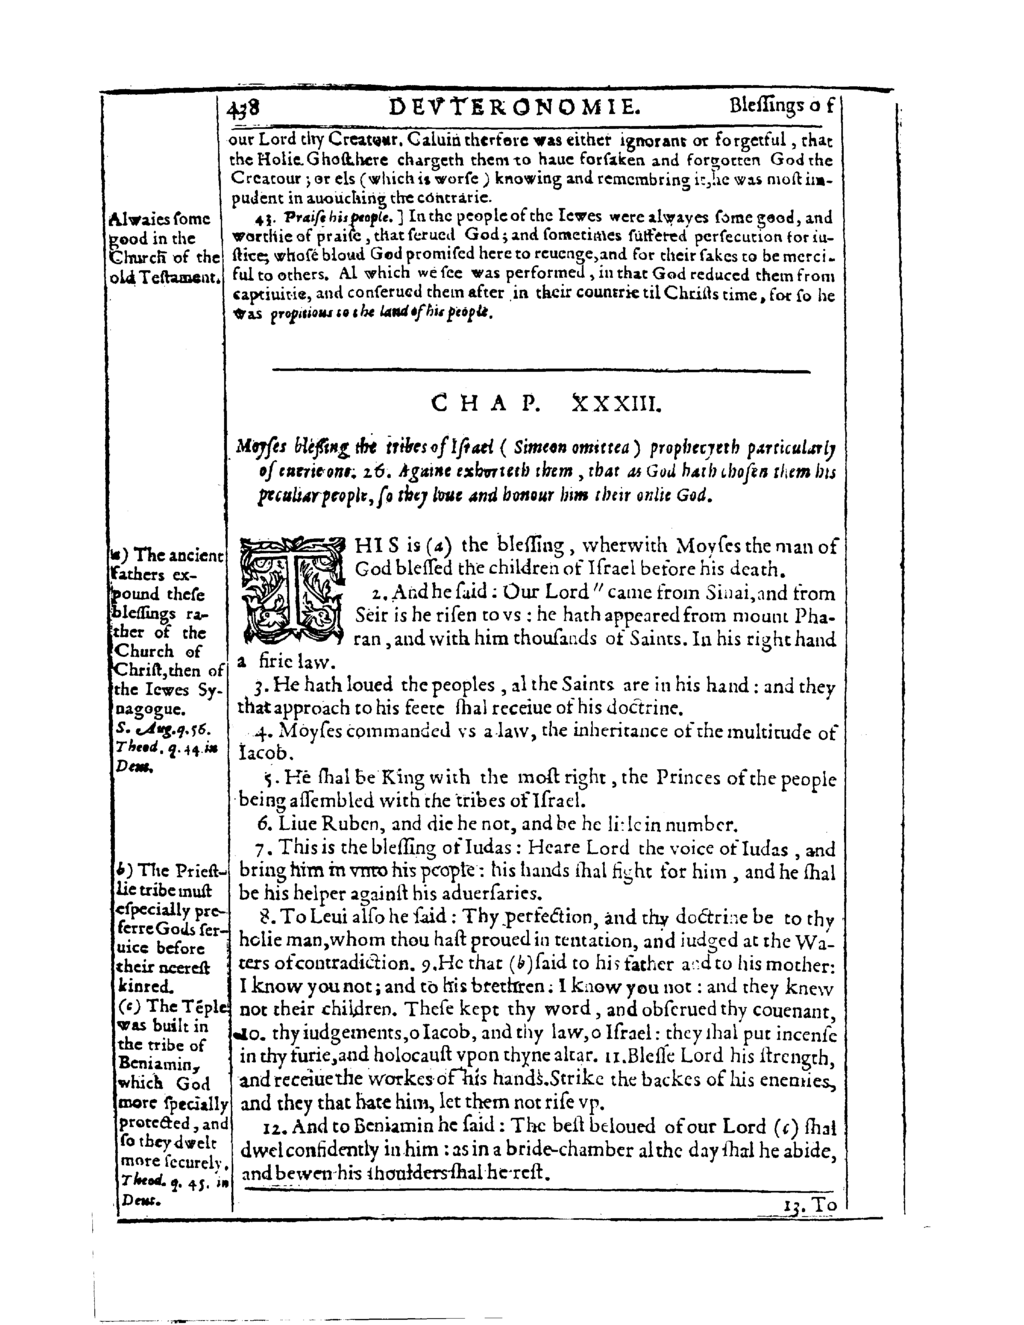 438 DEVTERONOMIE. Bleſſings of
our Lord thy Creatour. Caluin therfore was either ignorant or forgetful, that
the Holie Ghoſt here chargeth them to haue forſaken and forgotten God the
Creatour; or els (which is worſe) knowing and remembring it, he was moſt im-
pudent in auouching the cõtrarie.
Alwaies ſome
good in the
Church of the
old Teſtament.
43. Praiſe his people. ] In the people of the Iewes were alwayes ſome good, and
worthie of praiſe, that ſerued God; and ſometimes ſuffered perſecution for iu-
ſtice; whoſe bloud God promiſed here to reuenge, and for their ſakes to be merci-
ful to others. Al which we ſee was performed, in that God reduced them from
captiuitie, and conſerued them after in their countrie til Chriſts time, for ſo he
was propitious to the land of his people.
CHAP. XXXIII.
Moyſes bleſſing the tribes of Iſrael (Simeon omitted) prophecyeth particularly
of euerie one. 26. Againe exhorteth them, that as God hath choſen them his
peculiar people, ſo they loue and honour him their onlie God.
a) The ancient
fathers ex-
pound theſe
bleſſings ra-
ther of the
Church of
Chriſt, then of
the Iewes Sy-
nagogue.
S. Aug. q. 56.
Theod. q. 44. in
Deut.
THIS is (a) the bleſſing, wherwith Moyſes the man of
God bleſſed the children of Iſrael before his death.
2. And he ſaid: Our Lord " came from Sinai, and from
Seir is he riſen to vs: he hath appeared from mount Pha-
ran, and with him thouſands of Saints. In his right hand
a firie law.
3. He hath loued the peoples, al the Saints are in his hand: and they
that approach to his feete ſhal receiue of his doctrine.
4. Moyſes commanded vs a law, the inheritance of the multitude of
Iacob.
5. He ſhal be King with the moſt right, the Princes of the people
being aſſembled with the tribes of Iſrael.
6. Liue Ruben, and die he not, and be he litle in number.
7. This is the bleſſing of Iudas: Heare Lord the voice of Iudas, and
bring him in vnto his people: his hands ſhal fight for him, and he ſhal
be his helper againſt his aduerſaries.
b) The Prieſt-
lie tribe muſt
eſpecially pre-
ferre Gods ſer-
uice before
their neereſt
kinred.
(c) The Tẽple
was built in
the tribe of
Beniamin,
which God
more ſpecially
protected, and
ſo they dwelt
more ſecurely.
Theod. q. 45. in
Deut.
8. To Leui alſo he ſaid: Thy perfection, and thy doctrine be to thy
holie man, whom thou haſt proued in tentation, and iudged at the Wa-
ters of contradiction. 9. He that (b) ſaid to his father and to his mother:
I know you not; and to his brethren: I know you not: and they knew
not their children. Theſe kept thy word, and obſerued thy couenant,
10. thy iudgements, o Iacob, and thy law, o Iſrael: they ſhal put incenſe
in thy furie, and holocauſt vpon thyne altar. 11. Bleſſe Lord his ſtrength,
and receiue the workes of his hands. Strike the backes of his enemies,
and they that hate him, let them not riſe vp.
12. And to Beniamin he ſaid: The beſt beloued of our Lord (c) ſhal
dwel confidently in him: as in a bride-chamber al the day ſhal he abide,
and bewen his ſhoulders ſhal he reſt.
13. To